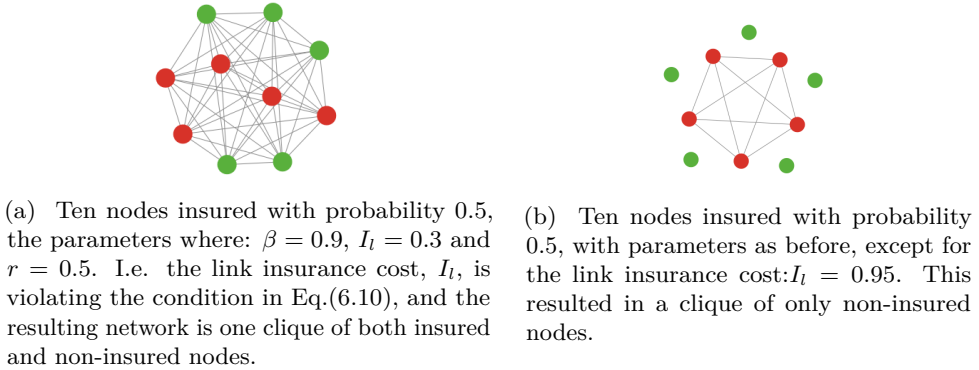 (a) Ten nodes insured with probability 0.5,
the parameters where: β = 0.9, I_l = 0.3 and
r = 0.5. I.e. the link insurance cost, I_l, is
violating the condition in Eq.(6.10), and the
resulting network is one clique of both insured
and non-insured nodes.
(b) Ten nodes insured with probability
0.5, with parameters as before, except for
the link insurance cost:I_l = 0.95. This
resulted in a clique of only non-insured
nodes.